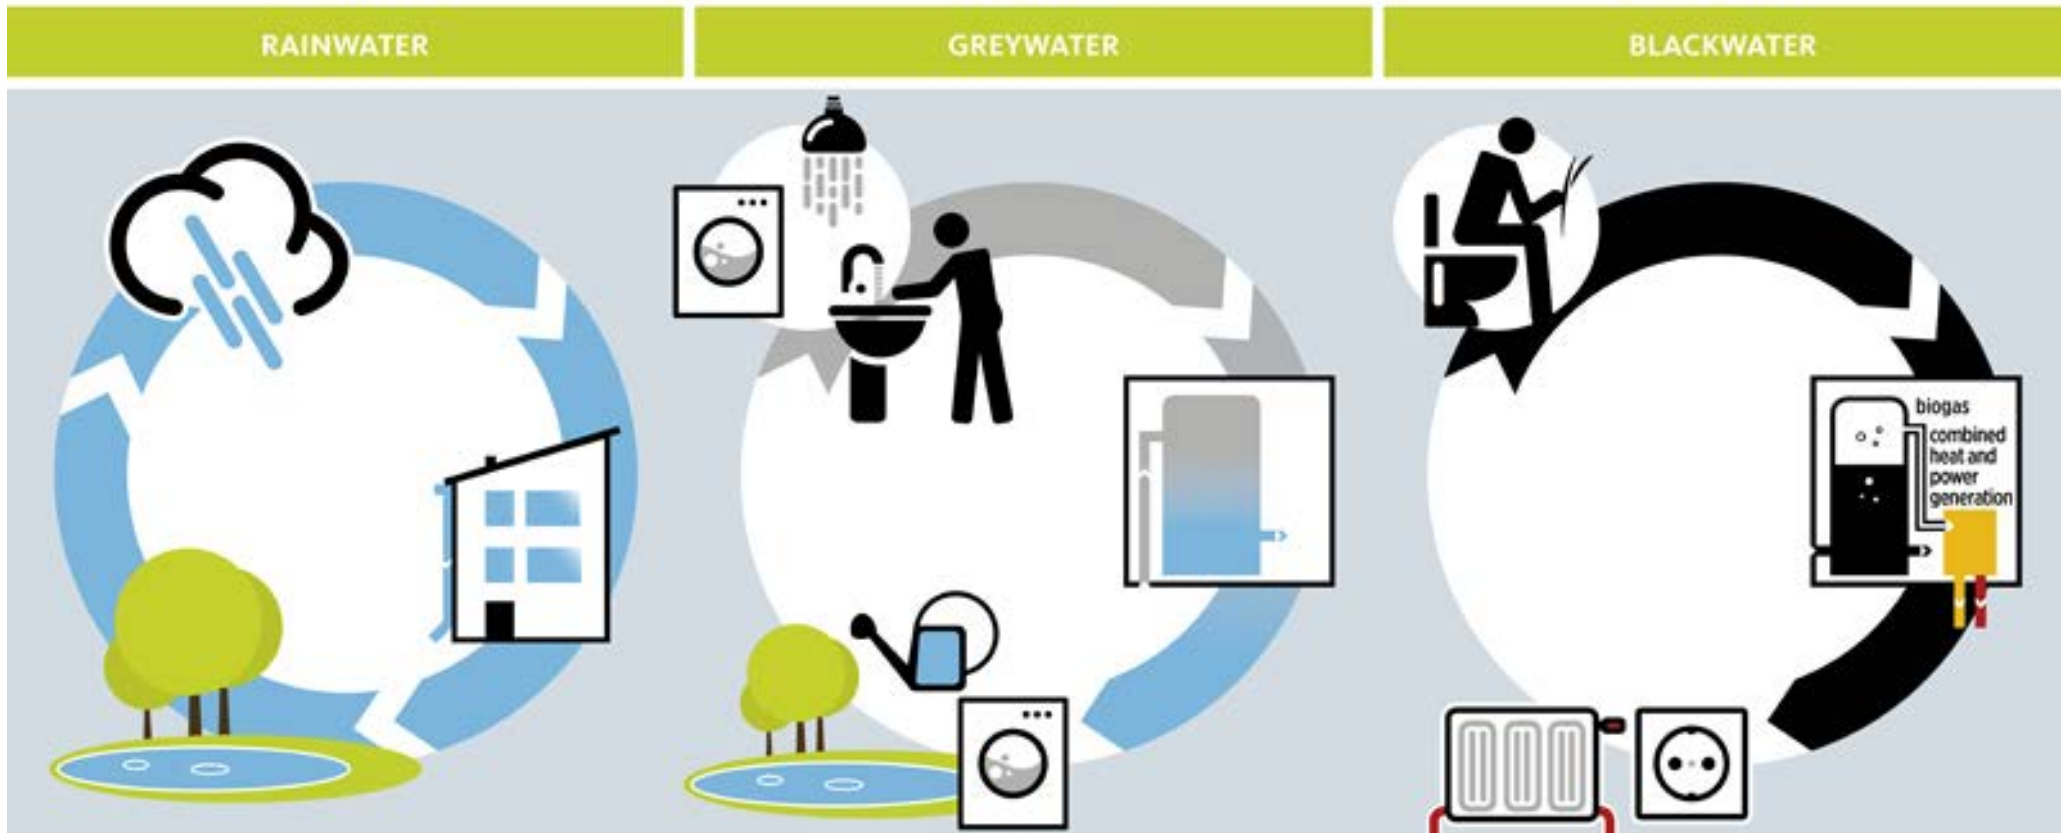 RAINWATER
GREYWATER
BLACKWATER
biogas
combined
heat and
power
generation